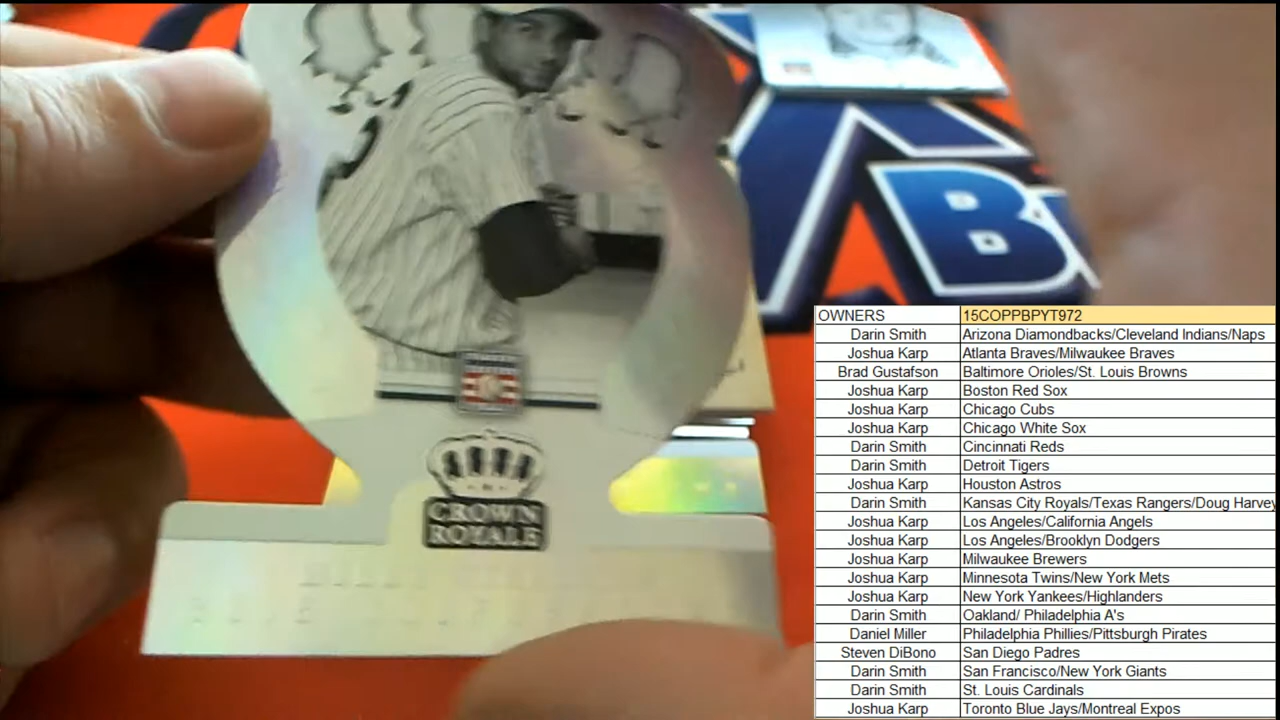 CROWN
ROYALE
OWNERS 15COPPBPYT972
Darin Smith Arizona Diamondbacks/Cleveland Indians/Naps
Joshua Karp Atlanta Braves/Milwaukee Braves
Brad Gustafson Baltimore Orioles/St. Louis Browns
Joshua Karp Boston Red Sox
Joshua Karp Chicago Cubs
Joshua Karp Chicago White Sox
Darin Smith Cincinnati Reds
Darin Smith Detroit Tigers
Joshua Karp Houston Astros
Darin Smith Kansas City Royals/Texas Rangers/Doug Harvey
Joshua Karp Los Angeles/California Angels
Joshua Karp Los Angeles/Brooklyn Dodgers
Joshua Karp Milwaukee Brewers
Joshua Karp Minnesota Twins/New York Mets
Joshua Karp New York Yankees/Highlanders
Darin Smith Oakland/ Philadelphia A's
Daniel Miller Philadelphia Phillies/Pittsburgh Pirates
Steven DiBono San Diego Padres
Darin Smith San Francisco/New York Giants
Darin Smith St. Louis Cardinals
Joshua Karp Toronto Blue Jays/Montreal Expos